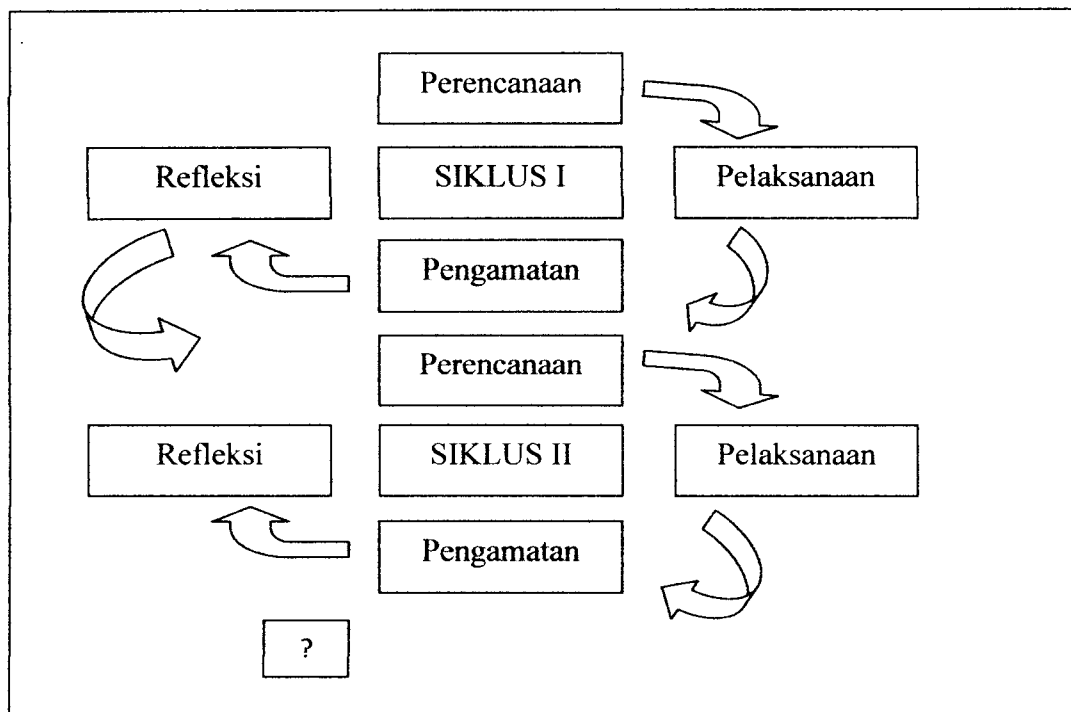 Perencanaan
Refleksi
SIKLUS I
Pelaksanaan
Pengamatan
Perencanaan
Refleksi
SIKLUS II
Pelaksanaan
Pengamatan
?